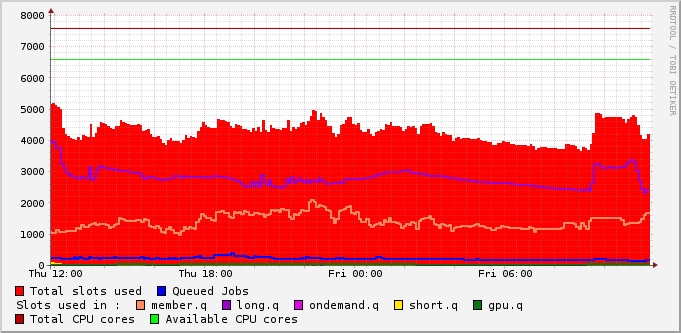 8000
7000
6000
5000
4000
3000
2000
1000
0
Thu 12:00 Thu 18:00 Fri 00:00 Fri 06:00
Total slots used Queued Jobs
Slots used in : member.q long.q ondemand.q short.q gpu.q
Total CPU cores Available CPU cores
RRDTOOL / TOBI OETIKER